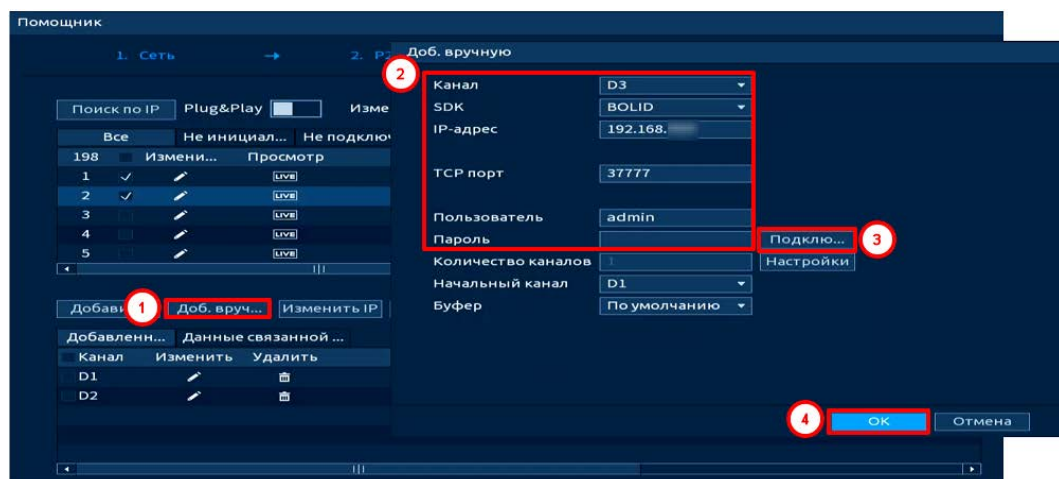 Помощник
1. Сеть → 2. P2
Поиск по IP Plug&Play Изме
Все Не инициал... Не подключ
198 Измени... Просмотр
1 LIVE
2 LIVE
3 LIVE
4 LIVE
5 LIVE
Добави 1 Доб. вруч... Изменить IP
Добавленн... Данные связанной ...
Канал Изменить Удалить
D1
D2
Доб. вручную
2
Канал D3
SDK BOLID
IP-адрес 192.168.
TCP порт 37777
Пользователь admin
Пароль Подклю... 3
Количество каналов 1 Настройки
Начальный канал D1
Буфер По умолчанию
4 OK Отмена